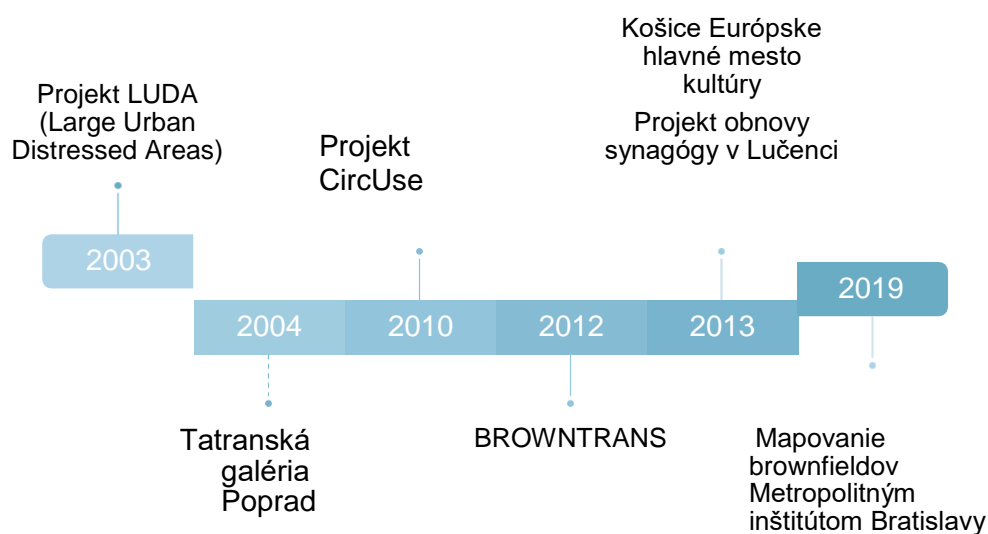 Projekt LUDA
(Large Urban
Distressed Areas)
2003
2004
Tatranská
galéria
Poprad
Projekt
CircUse
2010
2012
BROWNTRANS
Košice Európske
hlavné mesto
kultúry
Projekt obnovy
synagógy v Lučenci
2013
2019
Mapovanie
brownfieldov
Metropolitným
inštitútom Bratislavy